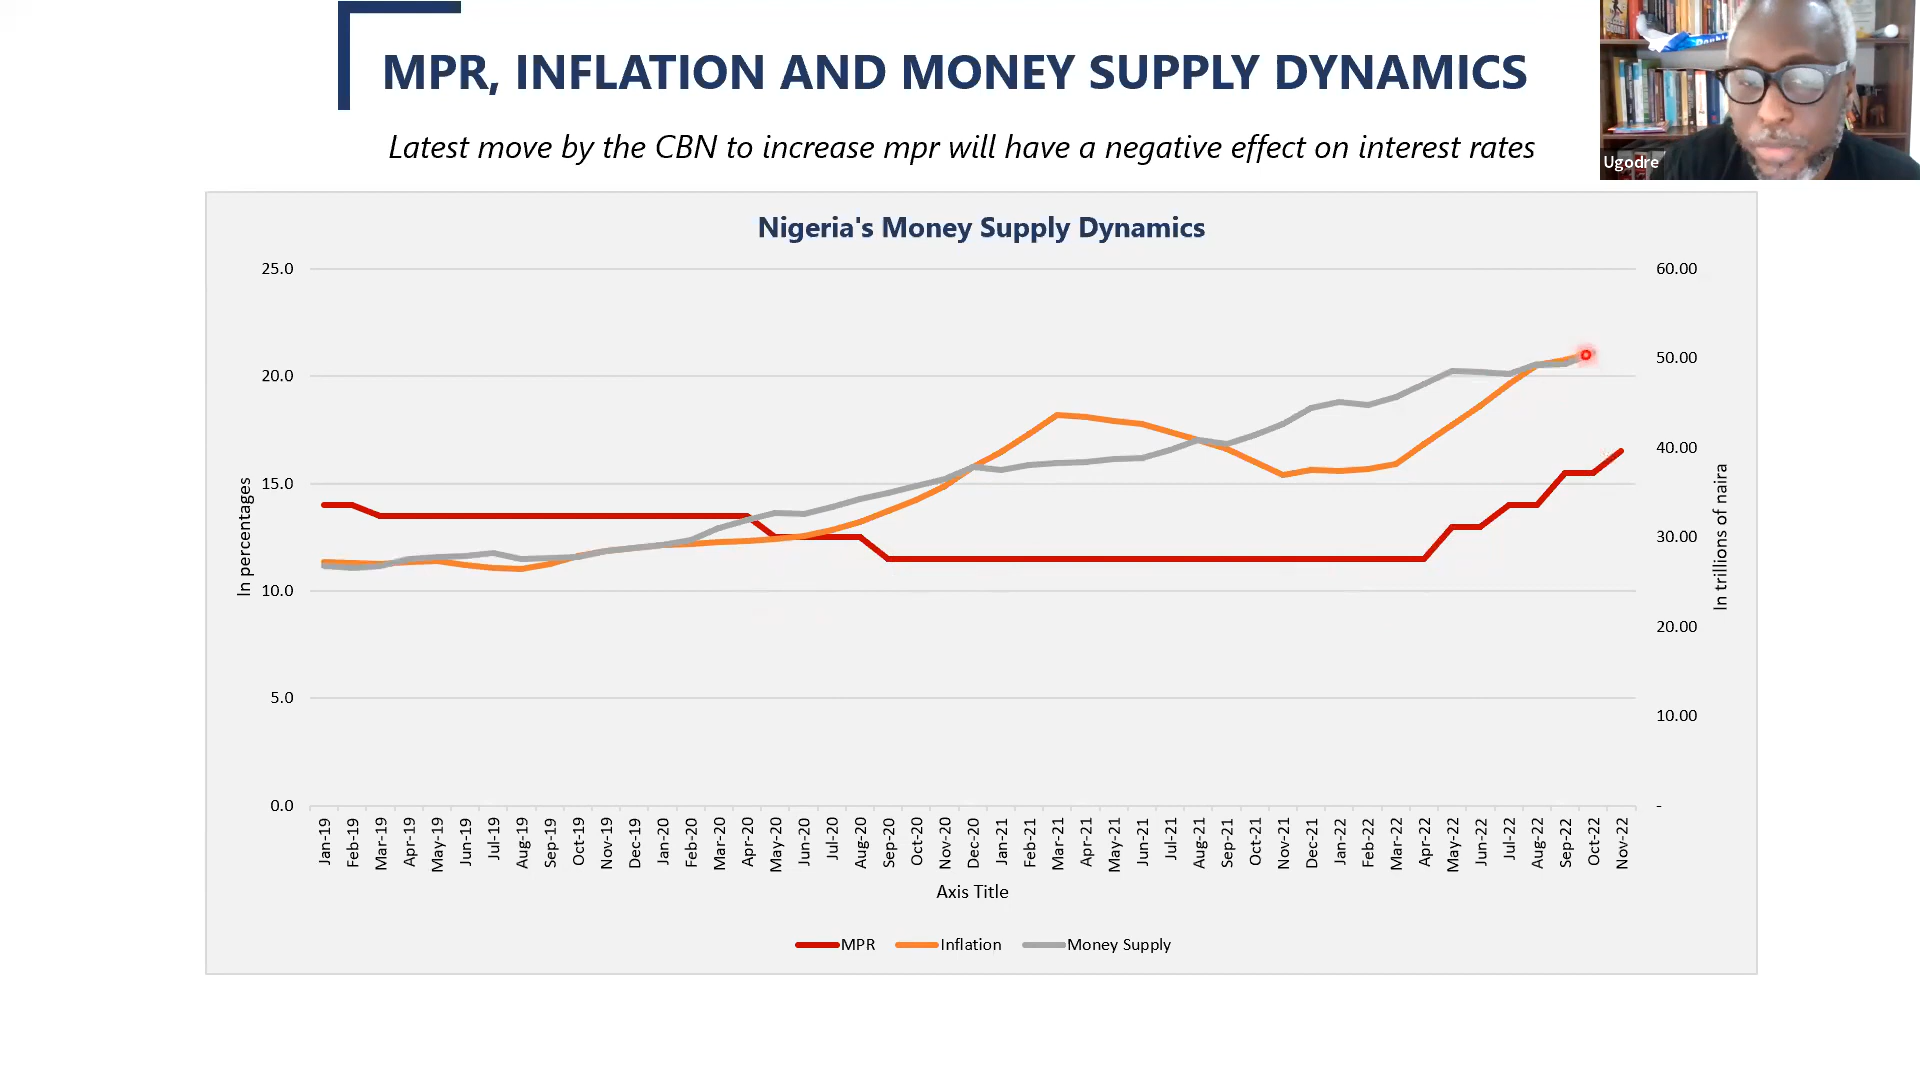 MPR, INFLATION AND MONEY SUPPLY DYNAMICS
Latest move by the CBN to increase mpr will have a negative effect on interest rates
Ugodre
Nigeria's Money Supply Dynamics
25.0
20.0
15.0
10.0
5.0
0.0
In percentages
60.00
50.00
40.00
30.00
20.00
10.00
-
In trillions of naira
Jan-19
Feb-19
Mar-19
Apr-19
May-19
Jun-19
Jul-19
Aug-19
Sep-19
Oct-19
Nov-19
Dec-19
Jan-20
Feb-20
Mar-20
Apr-20
May-20
Jun-20
Jul-20
Aug-20
Sep-20
Oct-20
Nov-20
Dec-20
Jan-21
Feb-21
Mar-21
Apr-21
May-21
Jun-21
Jul-21
Aug-21
Sep-21
Oct-21
Nov-21
Dec-21
Jan-22
Feb-22
Mar-22
Apr-22
May-22
Jun-22
Jul-22
Aug-22
Sep-22
Oct-22
Nov-22
Axis Title
MPR
Inflation
Money Supply